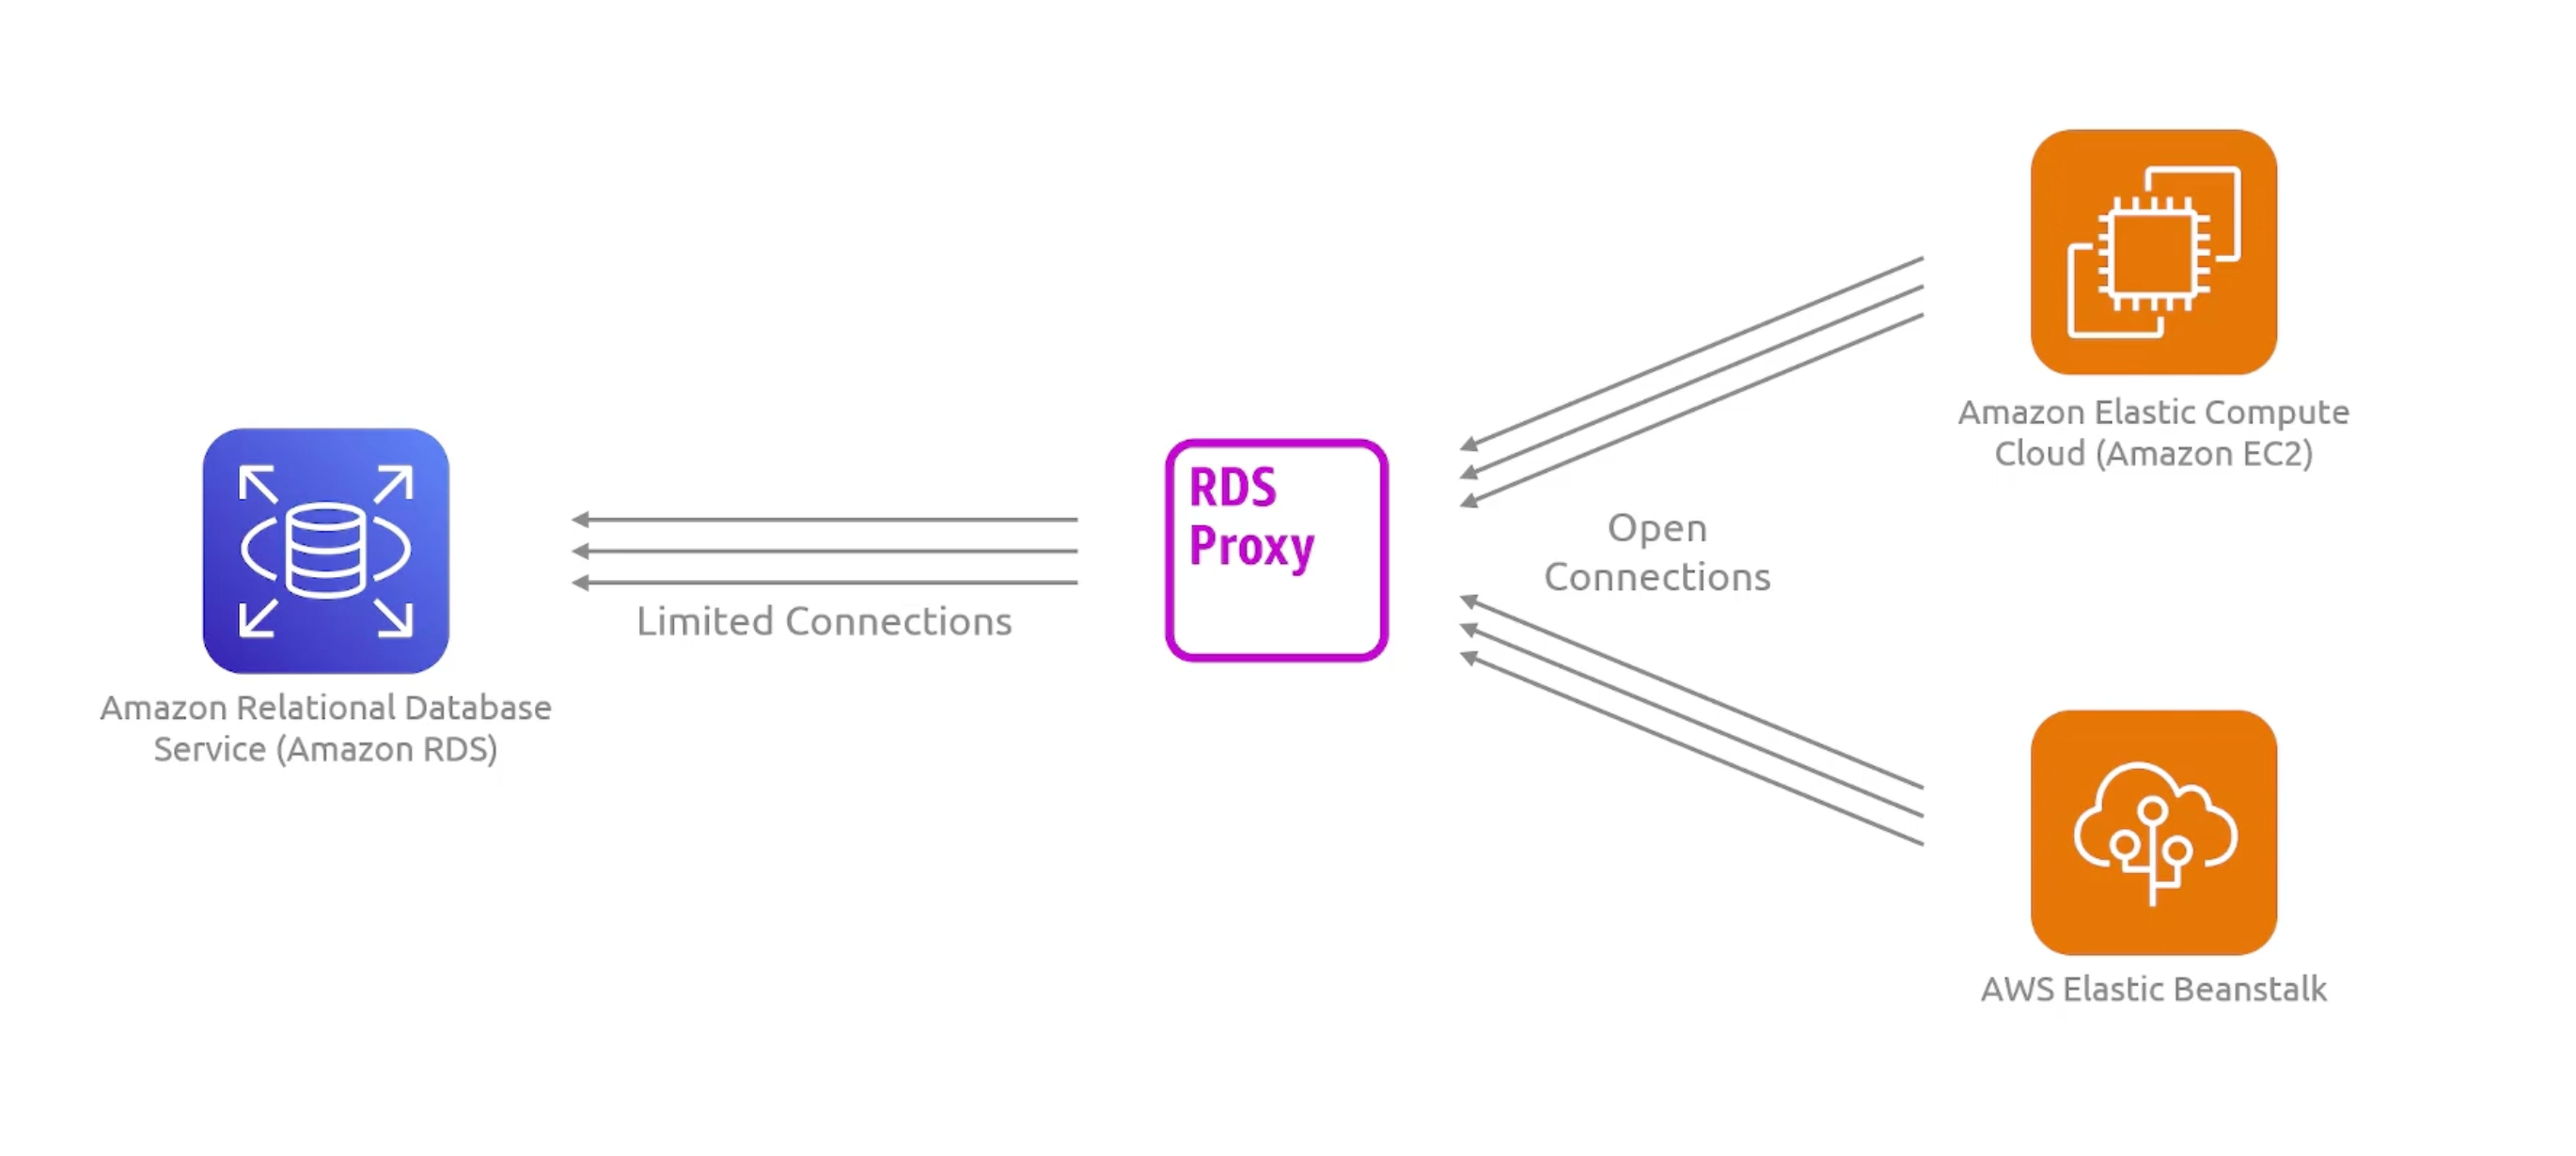 Amazon Elastic Compute
Cloud (Amazon EC2)
RDS
Proxy
Open
Connections
Limited Connections
Amazon Relational Database
Service (Amazon RDS)
AWS Elastic Beanstalk